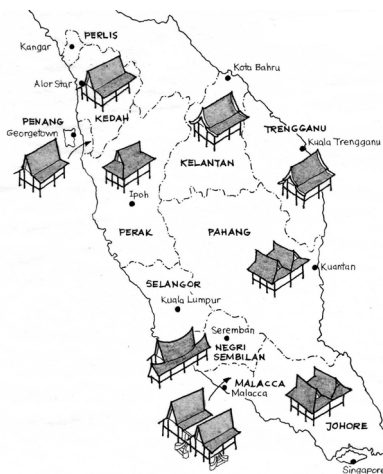 PERLIS
Kangar
Alor Star
KEDAH
Kota Bahru
PENANG
Georgetown
TRENGGANU
Kuala Trengganu
KELANTAN
Ipoh
PERAK
PAHANG
Kuantan
SELANGOR
Kuala Lumpur
Seremban
NEGRI
SEMBILAN
MALACCA
Malacca
JOHORE
Singapore